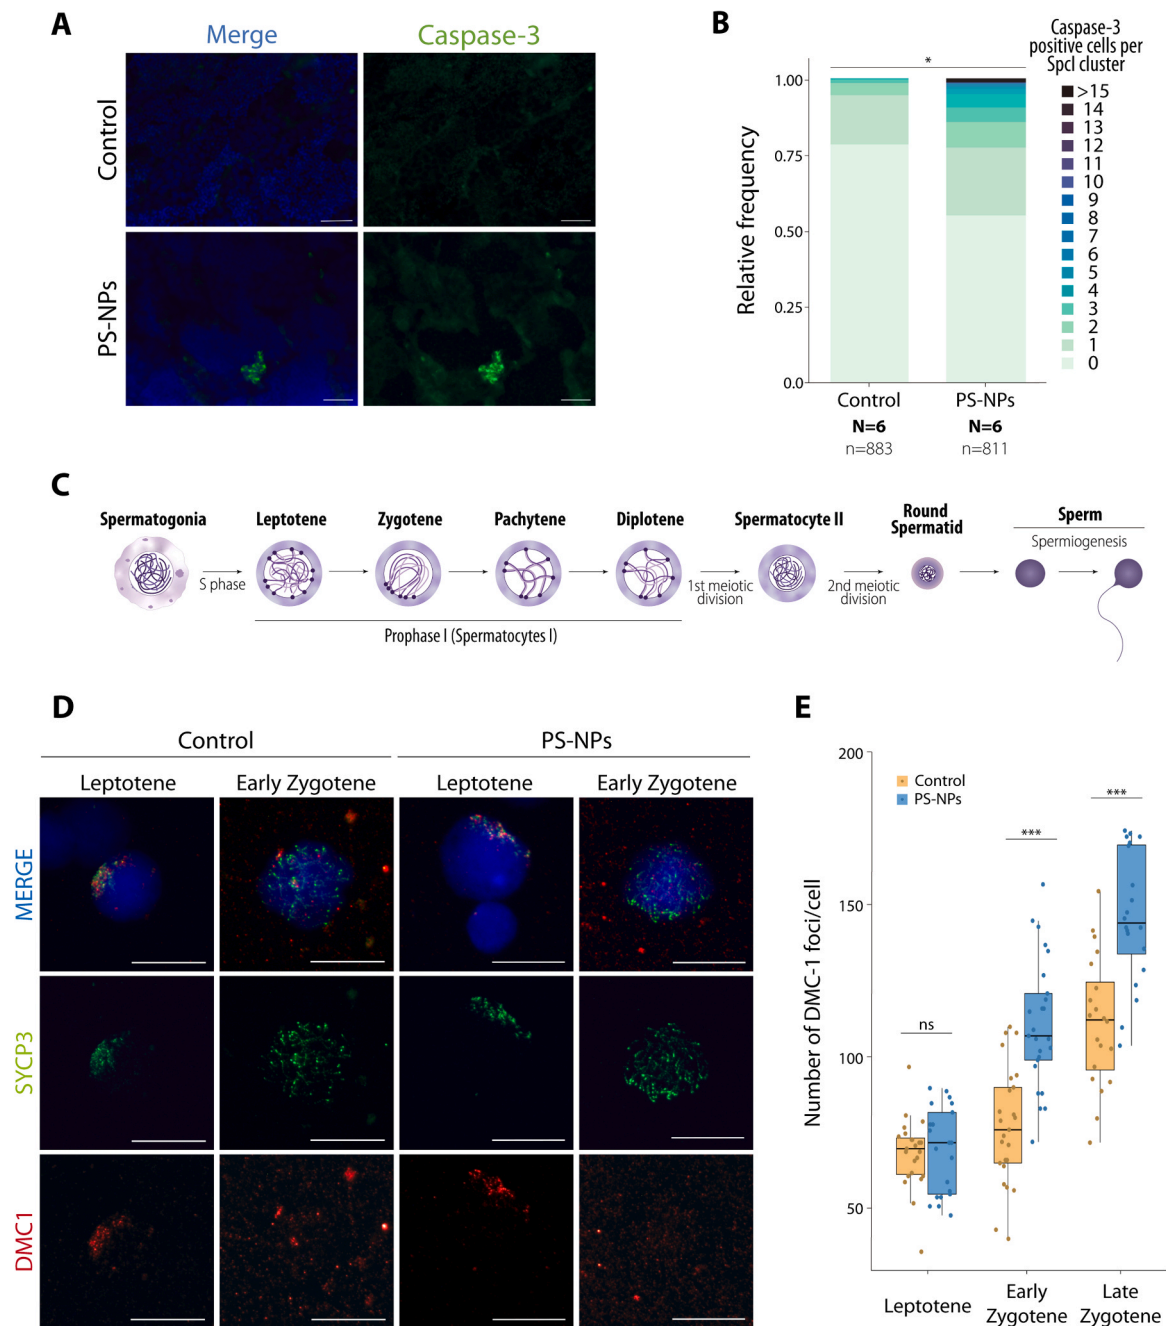 A
Merge
Caspase-3
Control
PS-NPs
B
Caspase-3
positive cells per
SpcI cluster
*
1.00
0.75
0.50
0.25
0.0
Relative frequency
>15
14
13
12
11
10
9
8
7
6
5
4
3
2
1
0
Control
PS-NPs
N=6
N=6
n=883
n=811
C
Spermatogonia
Leptotene
Zygotene
Pachytene
Diplotene
Spermatocyte II
Round
Spermatid
Sperm
Spermiogenesis
S phase
1st meiotic
division
2nd meiotic
division
Prophase I (Spermatocytes I)
D
Control
PS-NPs
Leptotene
Early Zygotene
Leptotene
Early Zygotene
MERGE
SYCP3
DMC1
E
200
150
100
50
Number of DMC-1 foci/cell
Control
PS-NPs
ns
***
***
Leptotene
Early
Zygotene
Late
Zygotene